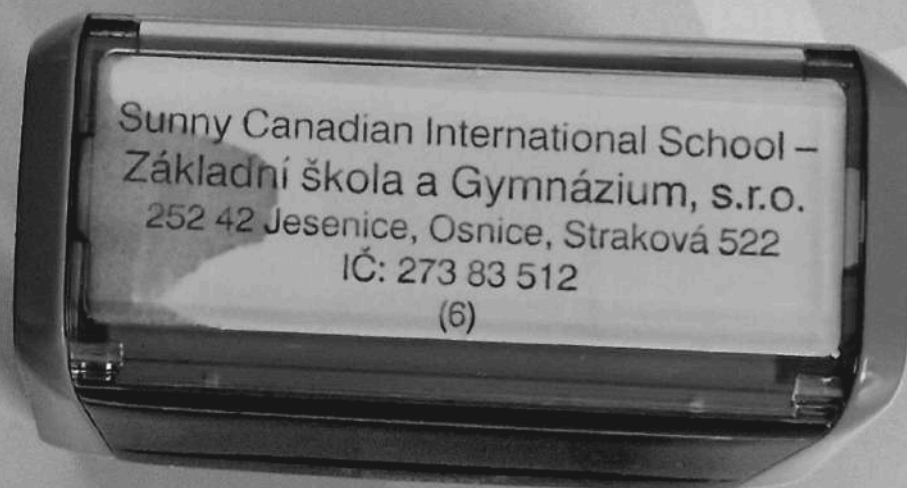 Sunny Canadian International School –
Základní škola a Gymnázium, s.r.o.
252 42 Jesenice, Osnice, Straková 522
IČ: 273 83 512
(6)